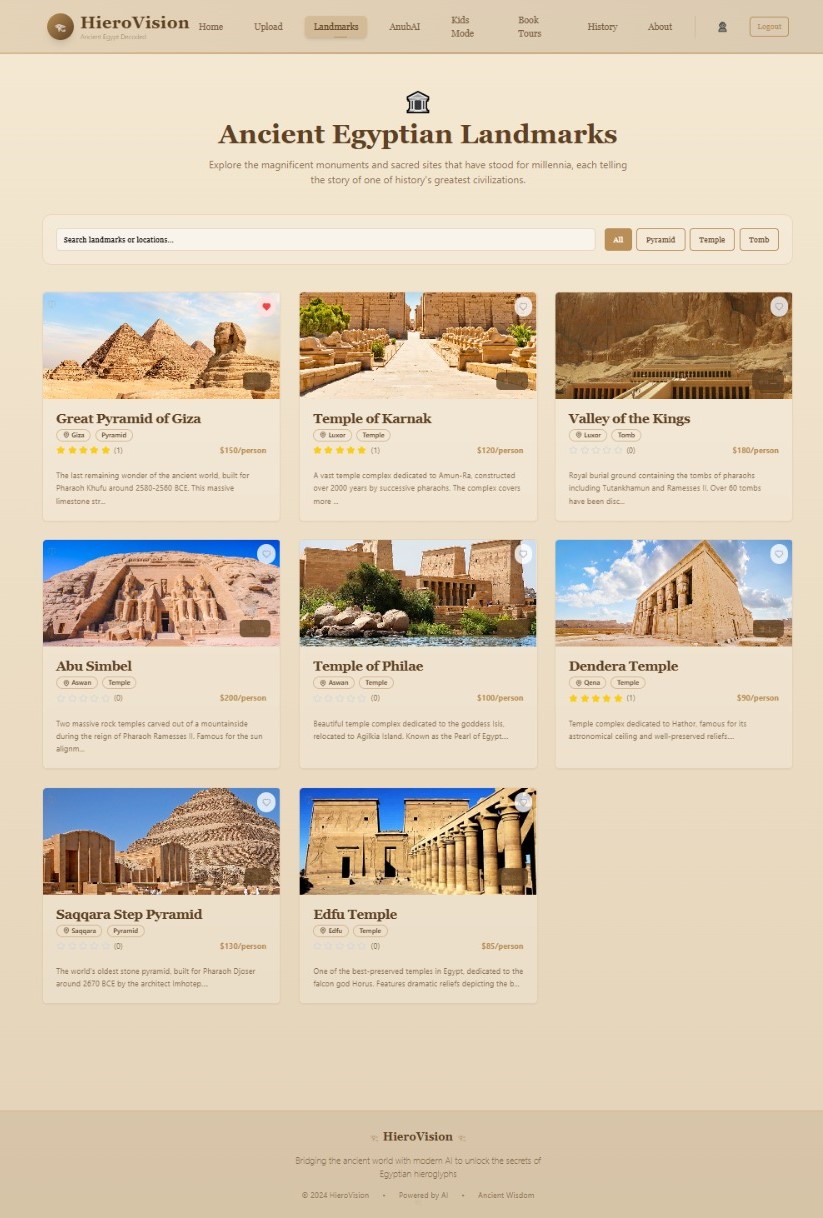 HieroVision
Ancient Egypt Decoded
Home
Upload
Landmarks
AnubAI
Kids
Mode
Book
Tours
History
About
Logout
Ancient Egyptian Landmarks
Explore the magnificent monuments and sacred sites that have stood for millennia, each telling
the story of one of history's greatest civilizations.
Search landmarks or locations...
All
Pyramid
Temple
Tomb
Great Pyramid of Giza
Giza
Pyramid
(1)
$150/person
The last remaining wonder of the ancient world, built for
Pharaoh Khufu around 2580-2560 BCE. This massive
limestone str...
Temple of Karnak
Luxor
Temple
(1)
$120/person
A vast temple complex dedicated to Amun-Ra, constructed
over 2000 years by successive pharaohs. The complex covers
more ...
Valley of the Kings
Luxor
Tomb
(0)
$180/person
Royal burial ground containing the tombs of pharaohs
including Tutankhamun and Ramesses II. Over 60 tombs
have been disc...
Abu Simbel
Aswan
Temple
(0)
$200/person
Two massive rock temples carved out of a mountainside
during the reign of Pharaoh Ramesses II. Famous for the sun
alignm...
Temple of Philae
Aswan
Temple
(0)
$100/person
Beautiful temple complex dedicated to the goddess Isis,
relocated to Agilkia Island. Known as the Pearl of Egypt....
Dendera Temple
Qena
Temple
(1)
$90/person
Temple complex dedicated to Hathor, famous for its
astronomical ceiling and well-preserved reliefs....
Saqqara Step Pyramid
Saqqara
Pyramid
(0)
$130/person
The world's oldest stone pyramid, built for Pharaoh Djoser
around 2670 BCE by the architect Imhotep....
Edfu Temple
Edfu
Temple
(0)
$85/person
One of the best-preserved temples in Egypt, dedicated to the
falcon god Horus. Features dramatic reliefs depicting the b...
HieroVision
Bridging the ancient world with modern AI to unlock the secrets of
Egyptian hieroglyphs
© 2024 HieroVision • Powered by AI • Ancient Wisdom